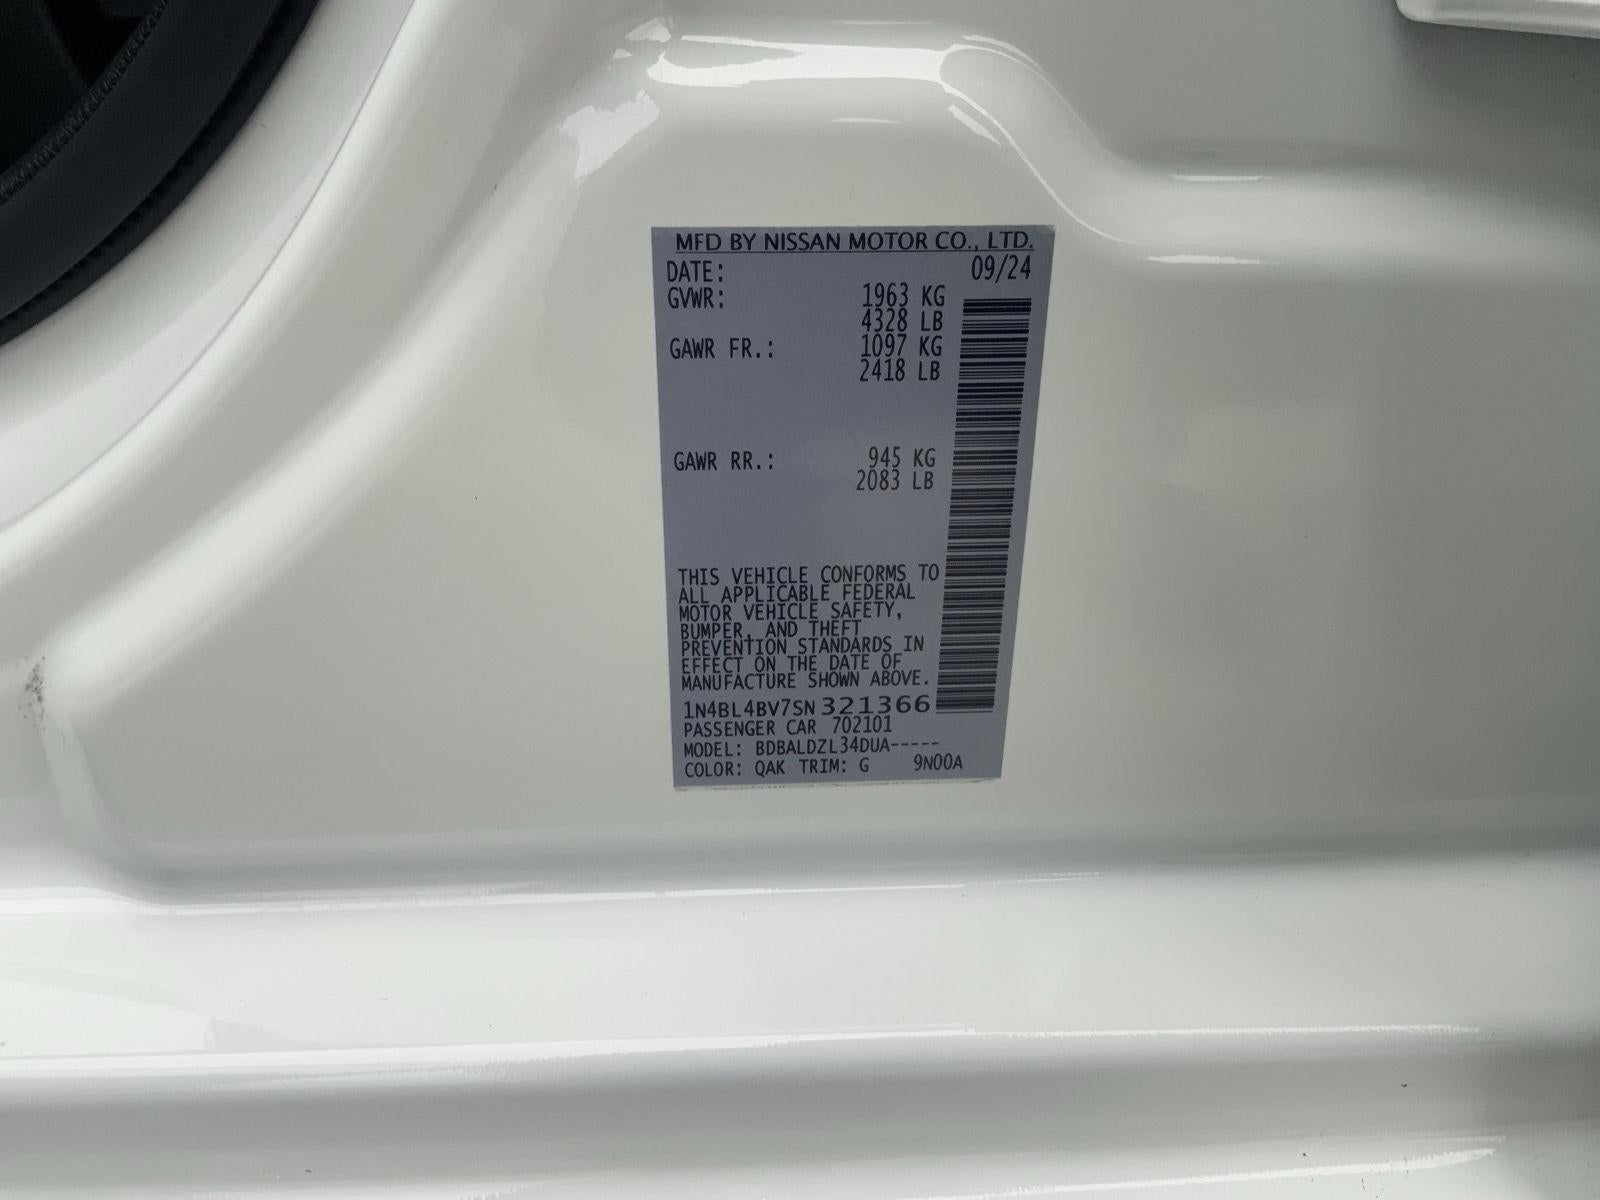 MFD BY NISSAN MOTOR CO., LTD.
DATE: 09/24
GVWR: 1963 KG
4328 LB
GAWR FR.: 1097 KG
2418 LB
GAWR RR.: 945 KG
2083 LB
THIS VEHICLE CONFORMS TO
ALL APPLICABLE FEDERAL
MOTOR VEHICLE SAFETY,
BUMPER, AND THEFT
PREVENTION STANDARDS IN
EFFECT ON THE DATE OF
MANUFACTURE SHOWN ABOVE.
1N4BL4BV7SN321366
PASSENGER CAR 702101
MODEL: BDBALDZL34DUA-----
COLOR: QAK TRIM: G 9N00A